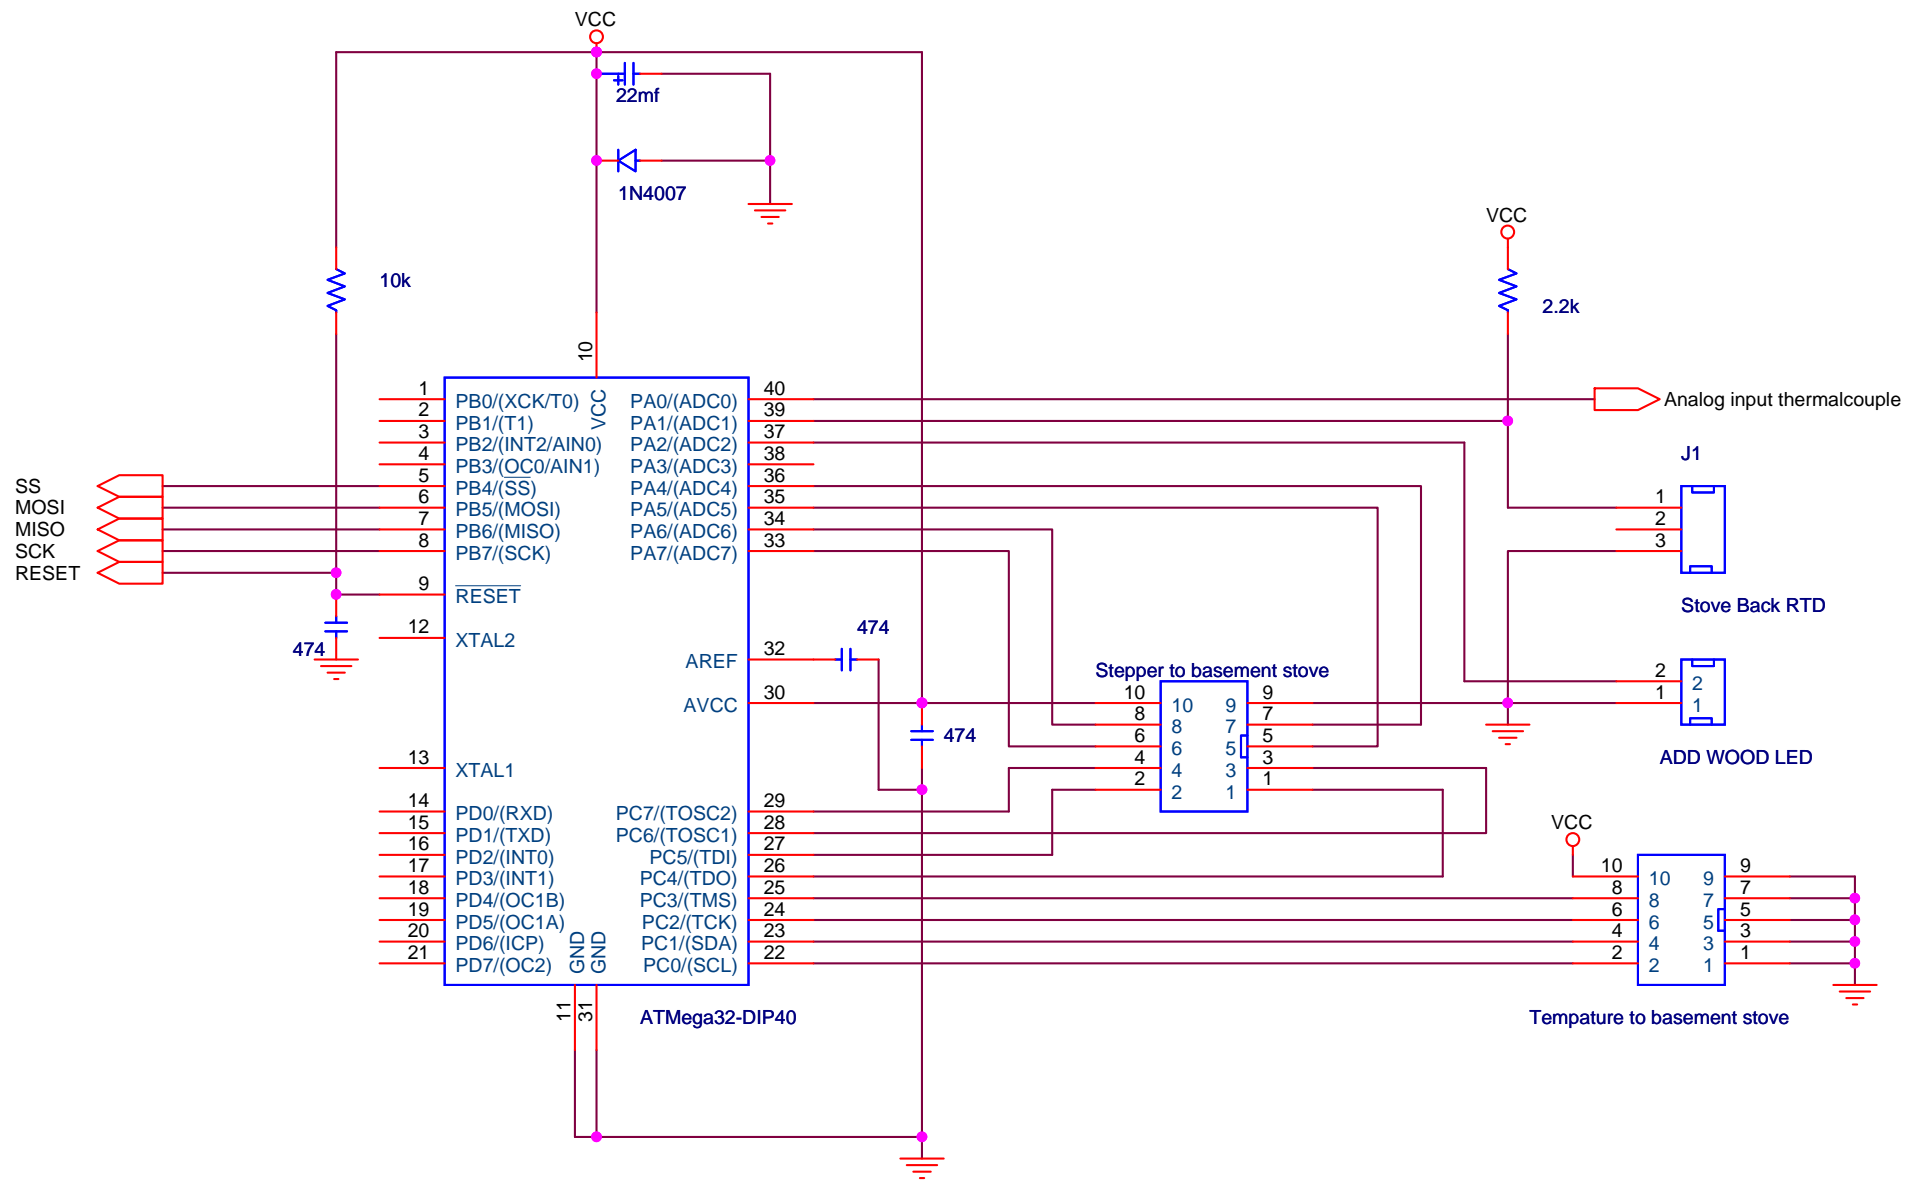 VCC
22mf
1N4007
10k
VCC
2.2k
10
VCC
1 PB0/(XCK/T0) PA0/(ADC0) 40
2 PB1/(T1) PA1/(ADC1) 39
3 PB2/(INT2/AIN0) PA2/(ADC2) 37
4 PB3/(OC0/AIN1) PA3/(ADC3) 38
5 PB4/(SS) PA4/(ADC4) 36
6 PB5/(MOSI) PA5/(ADC5) 35
7 PB6/(MISO) PA6/(ADC6) 34
8 PB7/(SCK) PA7/(ADC7) 33
Analog input thermalcouple
SS
MOSI
MISO
SCK
RESET
9 RESET
474
12 XTAL2
AREF 32
474
AVCC 30
474
13 XTAL1
14 PD0/(RXD) PC7/(TOSC2) 29
15 PD1/(TXD) PC6/(TOSC1) 28
16 PD2/(INT0) PC5/(TDI) 27
17 PD3/(INT1) PC4/(TDO) 26
18 PD4/(OC1B) PC3/(TMS) 25
19 PD5/(OC1A) PC2/(TCK) 24
20 PD6/(ICP) PC1/(SDA) 23
21 PD7/(OC2) PC0/(SCL) 22
GND
GND
11
31
ATMega32-DIP40
J1
1
2
3
Stove Back RTD
2 2
1 1
ADD WOOD LED
Stepper to basement stove
10 10 9 9
8 8 7 7
6 6 5 5
4 4 3 3
2 2 1 1
VCC
10 10 9 9
8 8 7 7
6 6 5 5
4 4 3 3
2 2 1 1
Tempature to basement stove